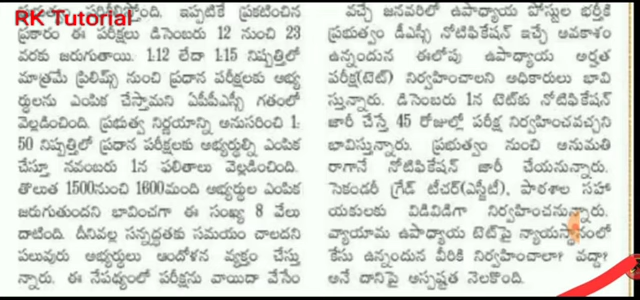 RK Tutorial
పరిశీలిస్తోంది. ఇప్పటికే ప్రకటించిన
ప్రకారం ఈ పరీక్షలు డిసెంబరు 12 నుంచి 23
వరకు జరుగుతాయి. 1:12 లేదా 1:15 నిష్పత్తిలో
మాత్రమే ప్రిలిమ్స్ నుంచి ప్రధాన పరీక్షలకు అభ్య
ర్థులను ఎంపిక చేస్తామని ఏపీపీఎస్సీ గతంలో
వెల్లడించింది. ప్రభుత్వ నిర్ణయాన్ని అనుసరించి 1:
50 నిష్పత్తిలో ప్రధాన పరీక్షలకు అభ్యర్థుల్ని ఎంపిక
చేస్తూ నవంబరు 1న ఫలితాలు వెల్లడించింది.
తొలుత 1500నుంచి 1600మంది అభ్యర్థుల ఎంపిక
జరుగుతుందని భావించగా ఈ సంఖ్య 8 వేలు
దాటింది. దీనివల్ల సన్నద్ధతకు సమయం చాలదని
పలువురు అభ్యర్థులు ఆందోళన వ్యక్తం చేస్తు
న్నారు. ఈ నేపథ్యంలో పరీక్షను వాయిదా వేసేం
వచ్చే జనవరిలో ఉపాధ్యాయ పోస్టుల భర్తీకి
ప్రభుత్వం డీఎస్సీ నోటిఫికేషన్ ఇచ్చే అవకాశం
ఉన్నందున ఈలోపు ఉపాధ్యాయ అర్హత
పరీక్ష(టెట్) నిర్వహించాలని అధికారులు భావి
స్తున్నారు. డిసెంబరు 1న టెట్‌కు నోటిఫికేషన్
జారీ చేస్తే 45 రోజుల్లో పరీక్ష నిర్వహించవచ్చని
భావిస్తున్నారు. ప్రభుత్వం నుంచి అనుమతి
రాగానే నోటిఫికేషన్ జారీ చేయనున్నారు.
సెకండరీ గ్రేడ్ టీచర్(ఎస్జీటీ), పాఠశాల సహా
యకులకు విడివిడిగా నిర్వహించనున్నారు.
వ్యాయామ ఉపాధ్యాయ టెట్‌పై న్యాయస్థానంలో
కేసు ఉన్నందున వీరికి నిర్వహించాలా? వద్దా?
అనే దానిపై అస్పష్టత నెలకొంది.